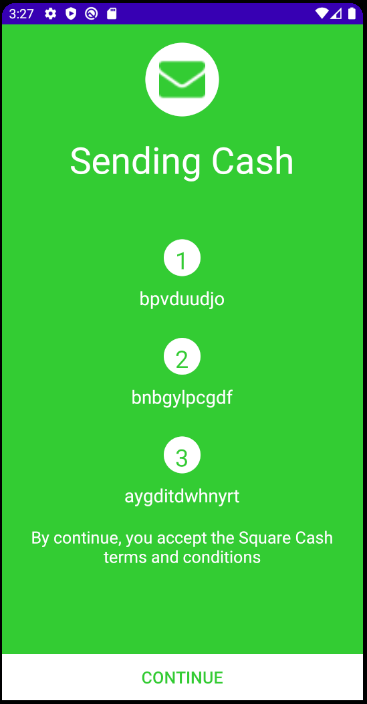 3:27
Sending Cash
1
bpvduudjo
2
bnbgylpcgdf
3
aygditdwhnyrt
By continue, you accept the Square Cash
terms and conditions
CONTINUE